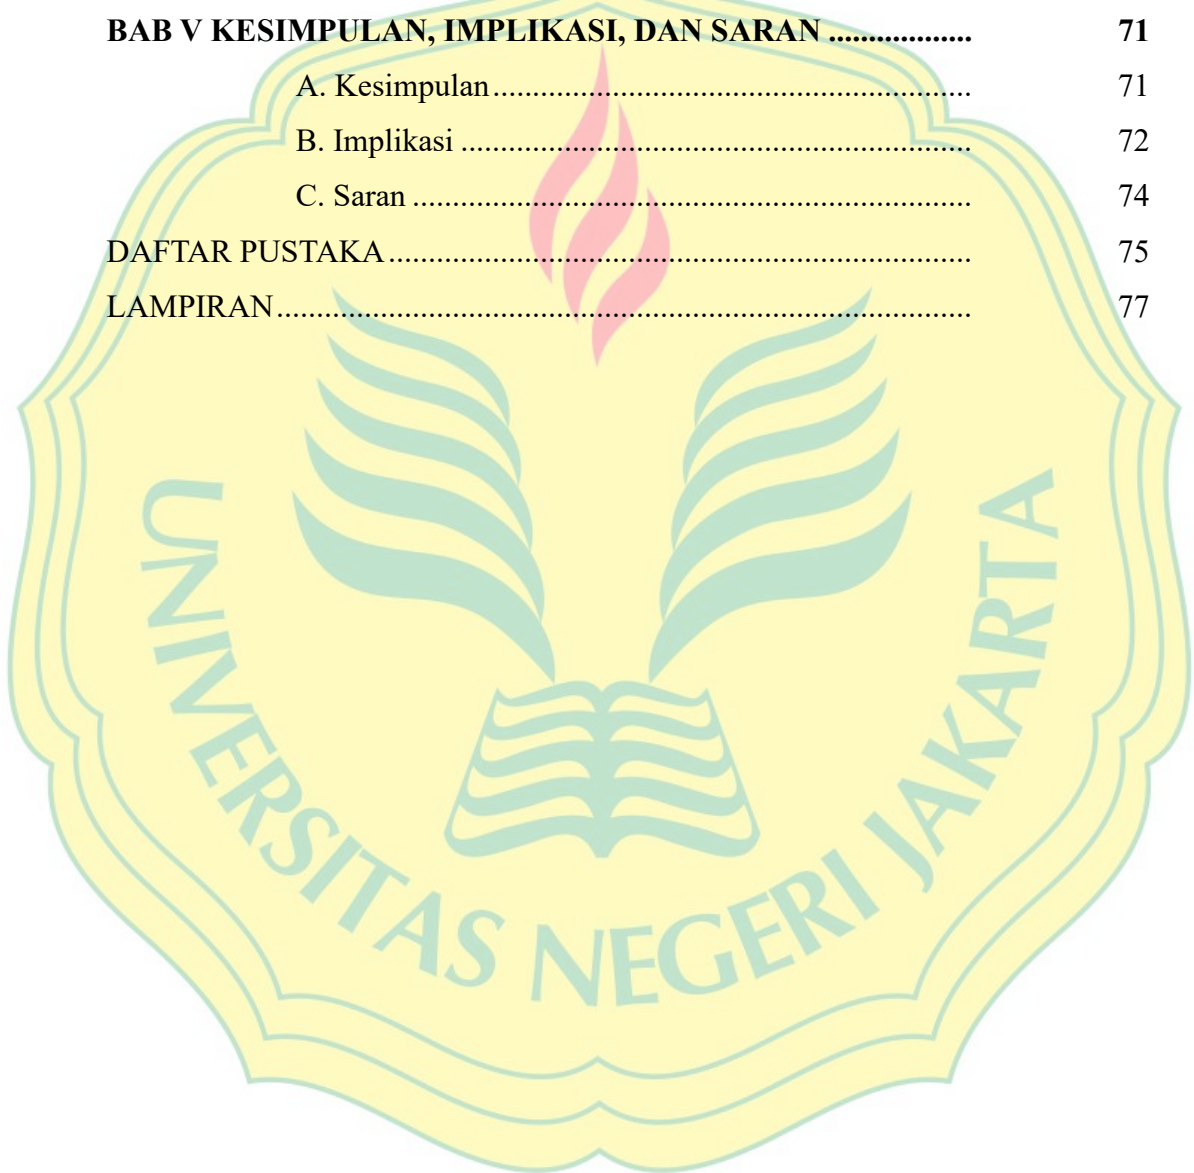 BAB V KESIMPULAN, IMPLIKASI, DAN SARAN .................. 71
A. Kesimpulan............................................................ 71
B. Implikasi ................................................................ 72
C. Saran ...................................................................... 74
DAFTAR PUSTAKA......................................................................... 75
LAMPIRAN....................................................................................... 77
UNIVERSITAS NEGERI JAKARTA